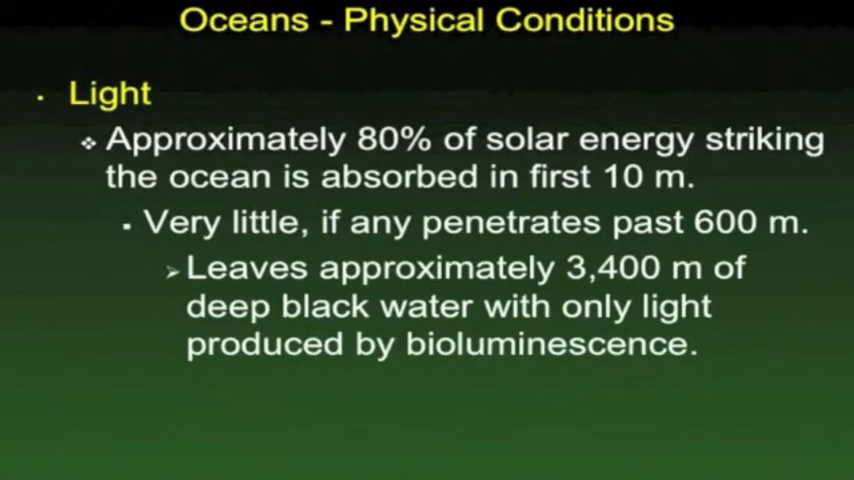 Oceans - Physical Conditions
• Light
❖ Approximately 80% of solar energy striking
the ocean is absorbed in first 10 m.
▪ Very little, if any penetrates past 600 m.
➢ Leaves approximately 3,400 m of
deep black water with only light
produced by bioluminescence.